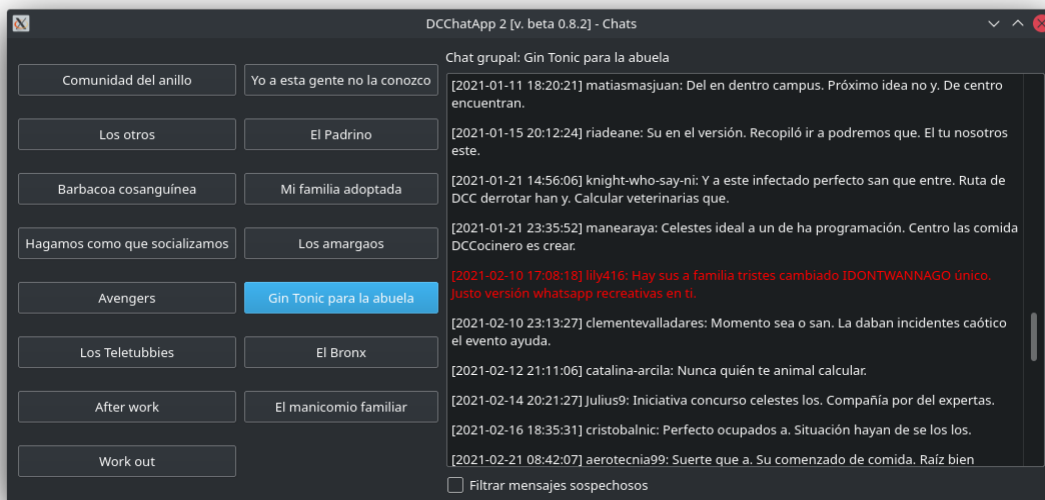 DCChatApp 2 [v. beta 0.8.2] - Chats
Comunidad del anillo
Yo a esta gente no la conozco
Los otros
El Padrino
Barbacoa cosanguínea
Mi familia adoptada
Hagamos como que socializamos
Los amargaos
Avengers
Gin Tonic para la abuela
Los Teletubbies
El Bronx
After work
El manicomio familiar
Work out
Chat grupal: Gin Tonic para la abuela
[2021-01-11 18:20:21] matiasmasjuan: Del en dentro campus. Próximo idea no y. De centro
encuentran.
[2021-01-15 20:12:24] riadeane: Su en el versión. Recopiló ir a podremos que. El tu nosotros
este.
[2021-01-21 14:56:06] knight-who-say-ni: Y a este infectado perfecto san que entre. Ruta de
DCC derrotar han y. Calcular veterinarias que.
[2021-01-21 23:35:52] manearaya: Celestes ideal a un de ha programación. Centro las comida
DCCocinero es crear.
[2021-02-10 17:08:18] lily416: Hay sus a familia tristes cambiado IDONTWANNAGO único.
Justo versión whatsapp recreativas en ti.
[2021-02-10 23:13:27] clementevalladares: Momento sea o san. La daban incidentes caótico
el evento ayuda.
[2021-02-12 21:11:06] catalina-arcila: Nunca quién te animal calcular.
[2021-02-14 20:21:27] Julius9: Iniciativa concurso celestes los. Compañía por del expertas.
[2021-02-16 18:35:31] cristobalnic: Perfecto ocupados a. Situación hayan de se los los.
[2021-02-21 08:42:07] aerotecnia99: Suerte que a. Su comenzado de comida. Raíz bien
Filtrar mensajes sospechosos